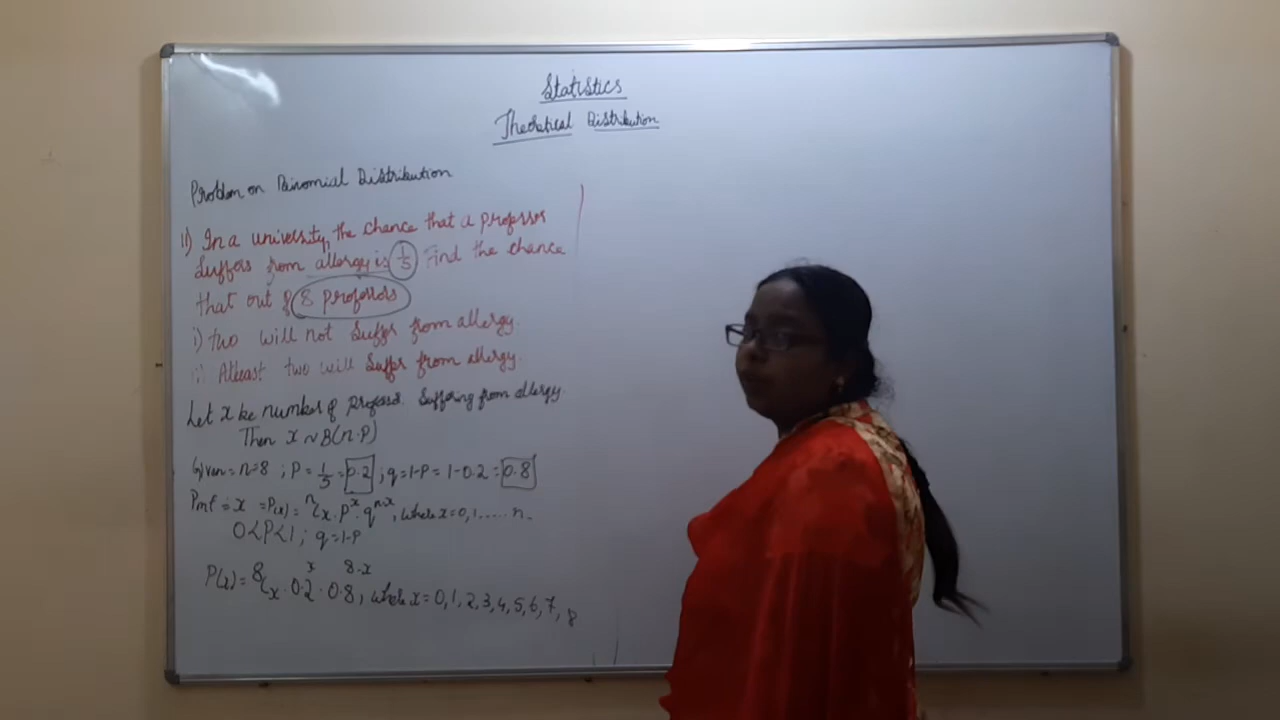 Statistics
Theoretical Distribution
Problem on Binomial Distribution
11) In a university, the chance that a professor
Suffers from allergy is 1/5 Find the chance
that out of 8 professors
i) two will not Suffer from allergy.
ii) Atleast two will Suffer from allergy.
Let x be number of professor Suffering from allergy.
Then x ~ B(n.p)
Given = n=8 ; P = 1/5 = 0.2 ; q=1-P = 1-0.2 = 0.8
Pmf = x = P(x) = ⁿCx. p^x. q^n-x, where x=0,1.....n.
0<P<1 ; q=1-P
P(x) = 8Cx. 0.2^x. 0.8^8-x, where x=0,1,2,3,4,5,6,7,8